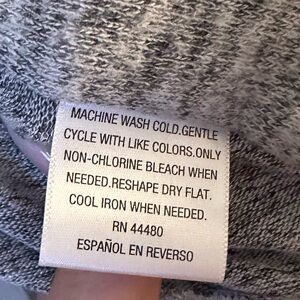 MACHINE WASH COLD.GENTLE
CYCLE WITH LIKE COLORS.ONLY
NON-CHLORINE BLEACH WHEN
NEEDED.RESHAPE DRY FLAT.
COOL IRON WHEN NEEDED.
RN 44480
ESPAÑOL EN REVERSO